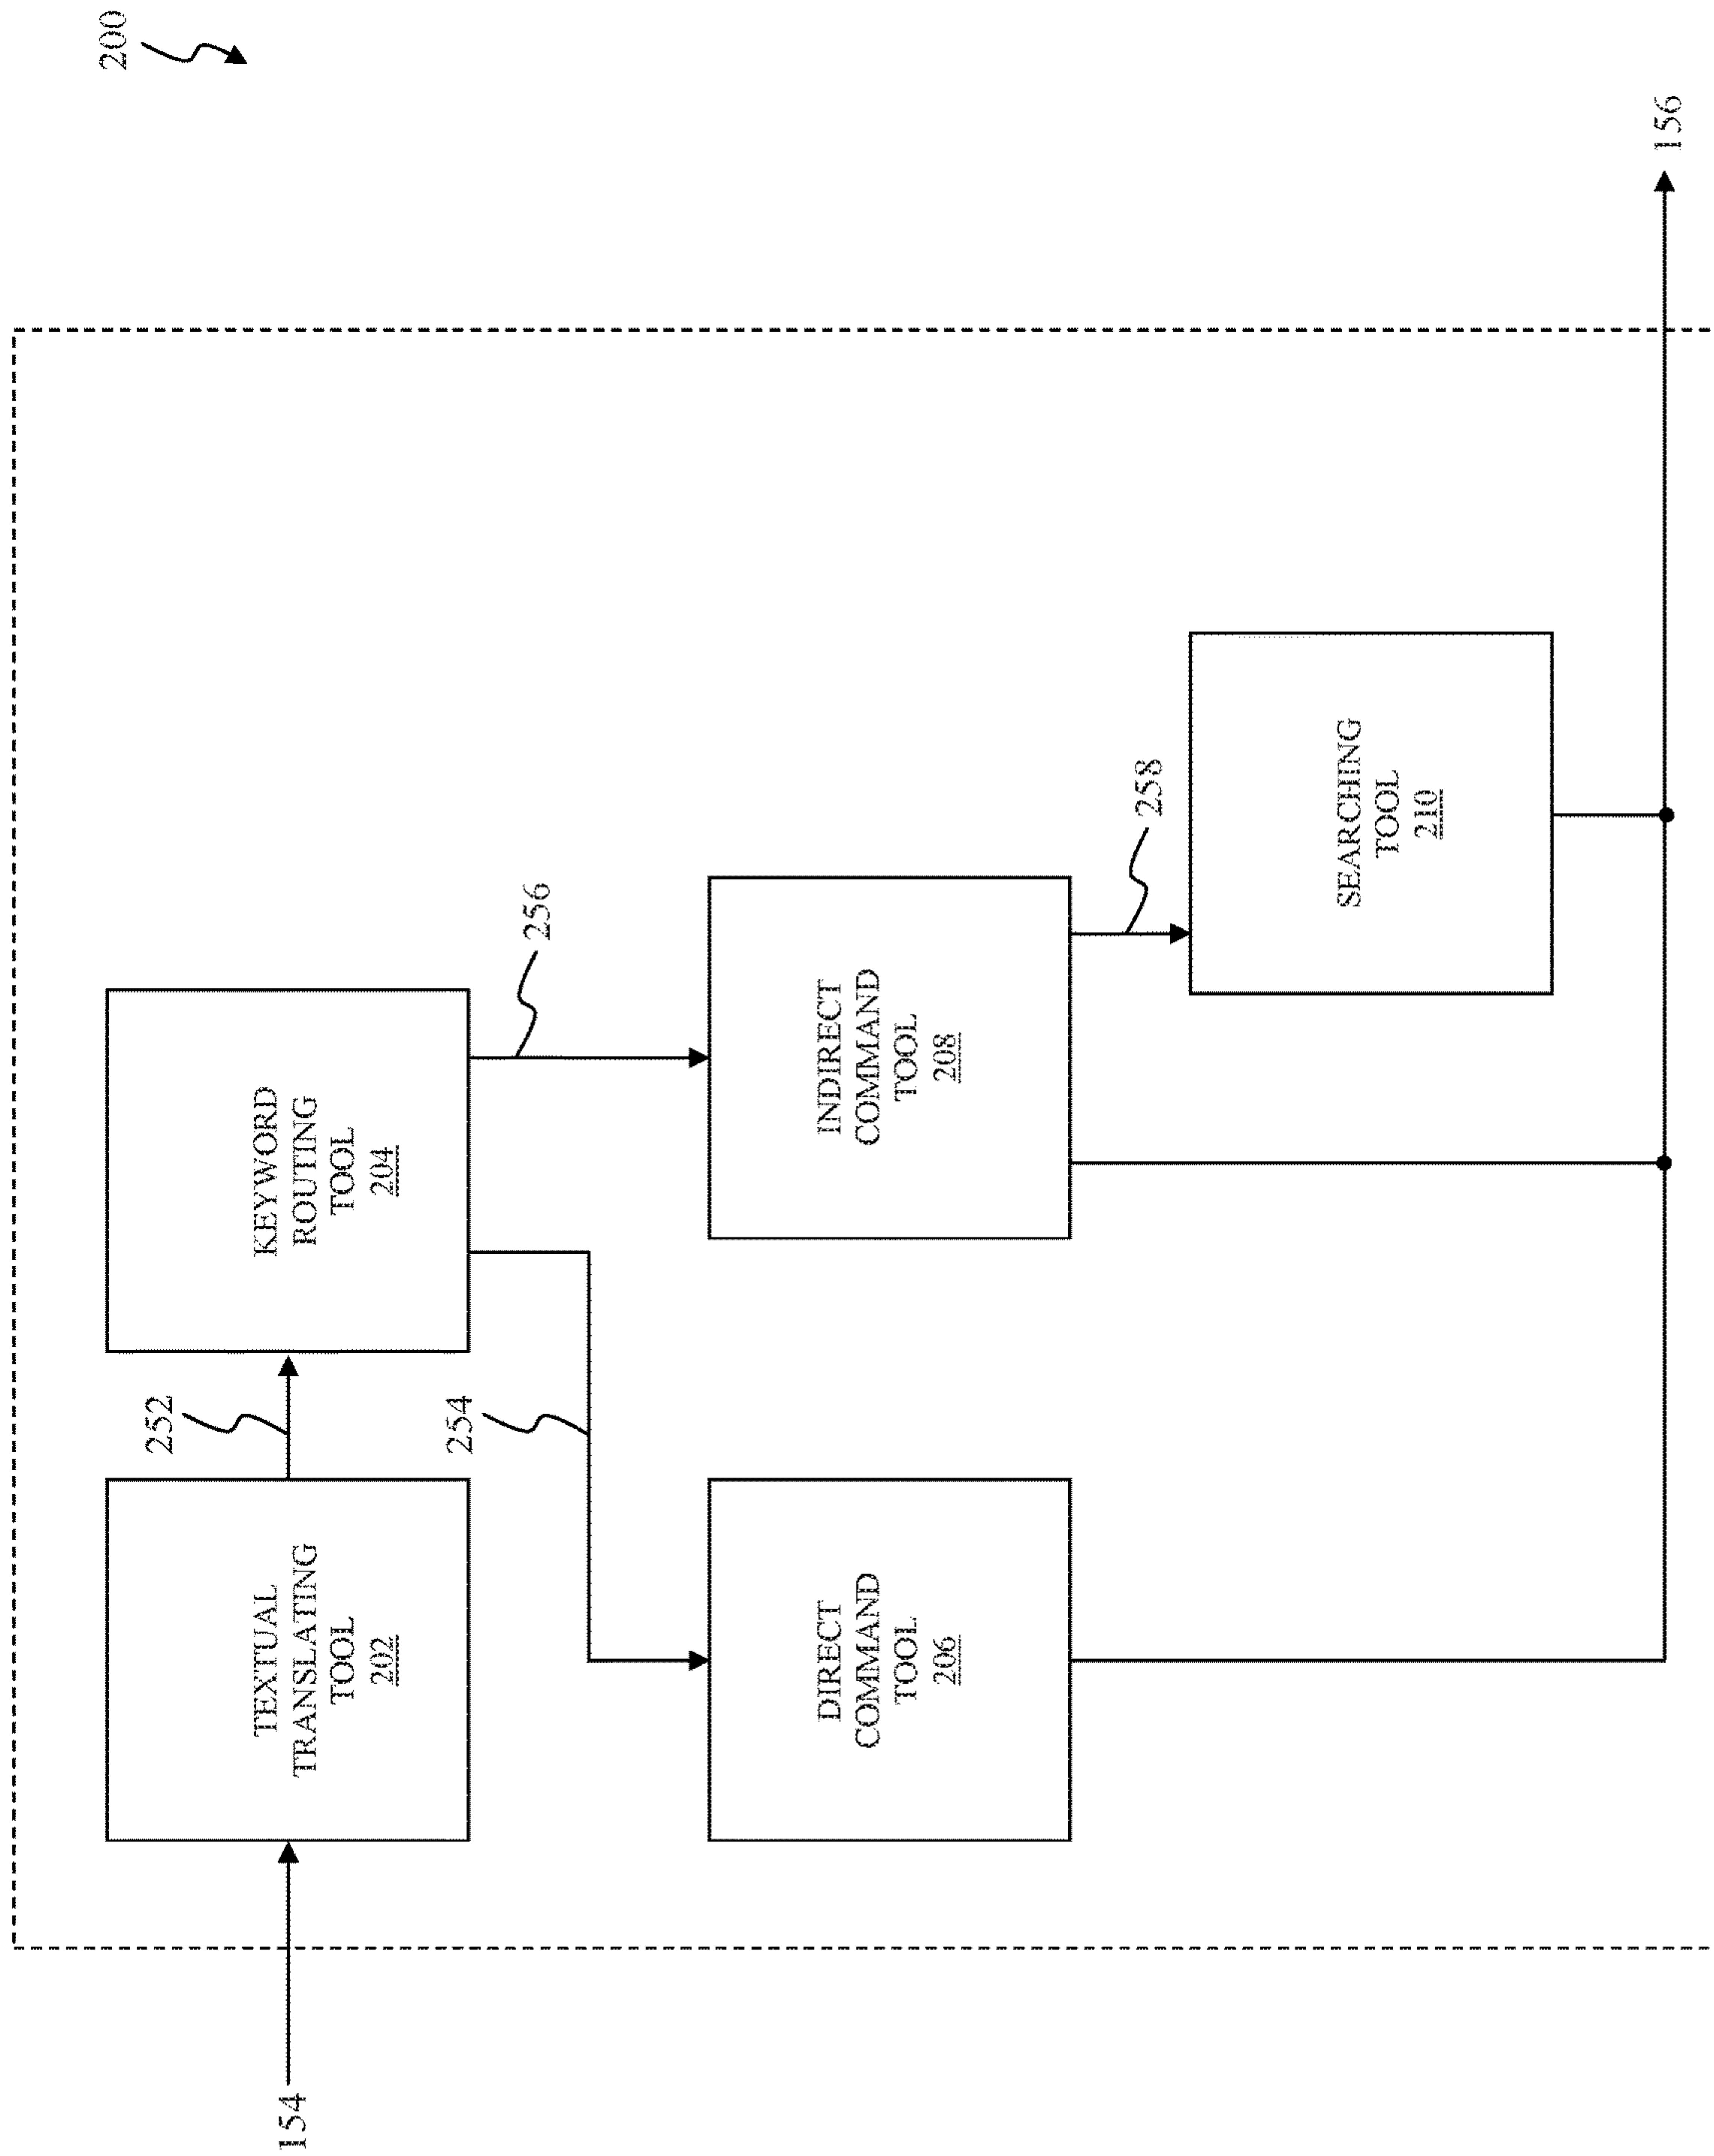 200
154
TEXTUAL
TRANSLATING
TOOL
202
252
KEYWORD
ROUTING
TOOL
204
254
256
DIRECT
COMMAND
TOOL
206
INDIRECT
COMMAND
TOOL
208
258
SEARCHING
TOOL
210
156